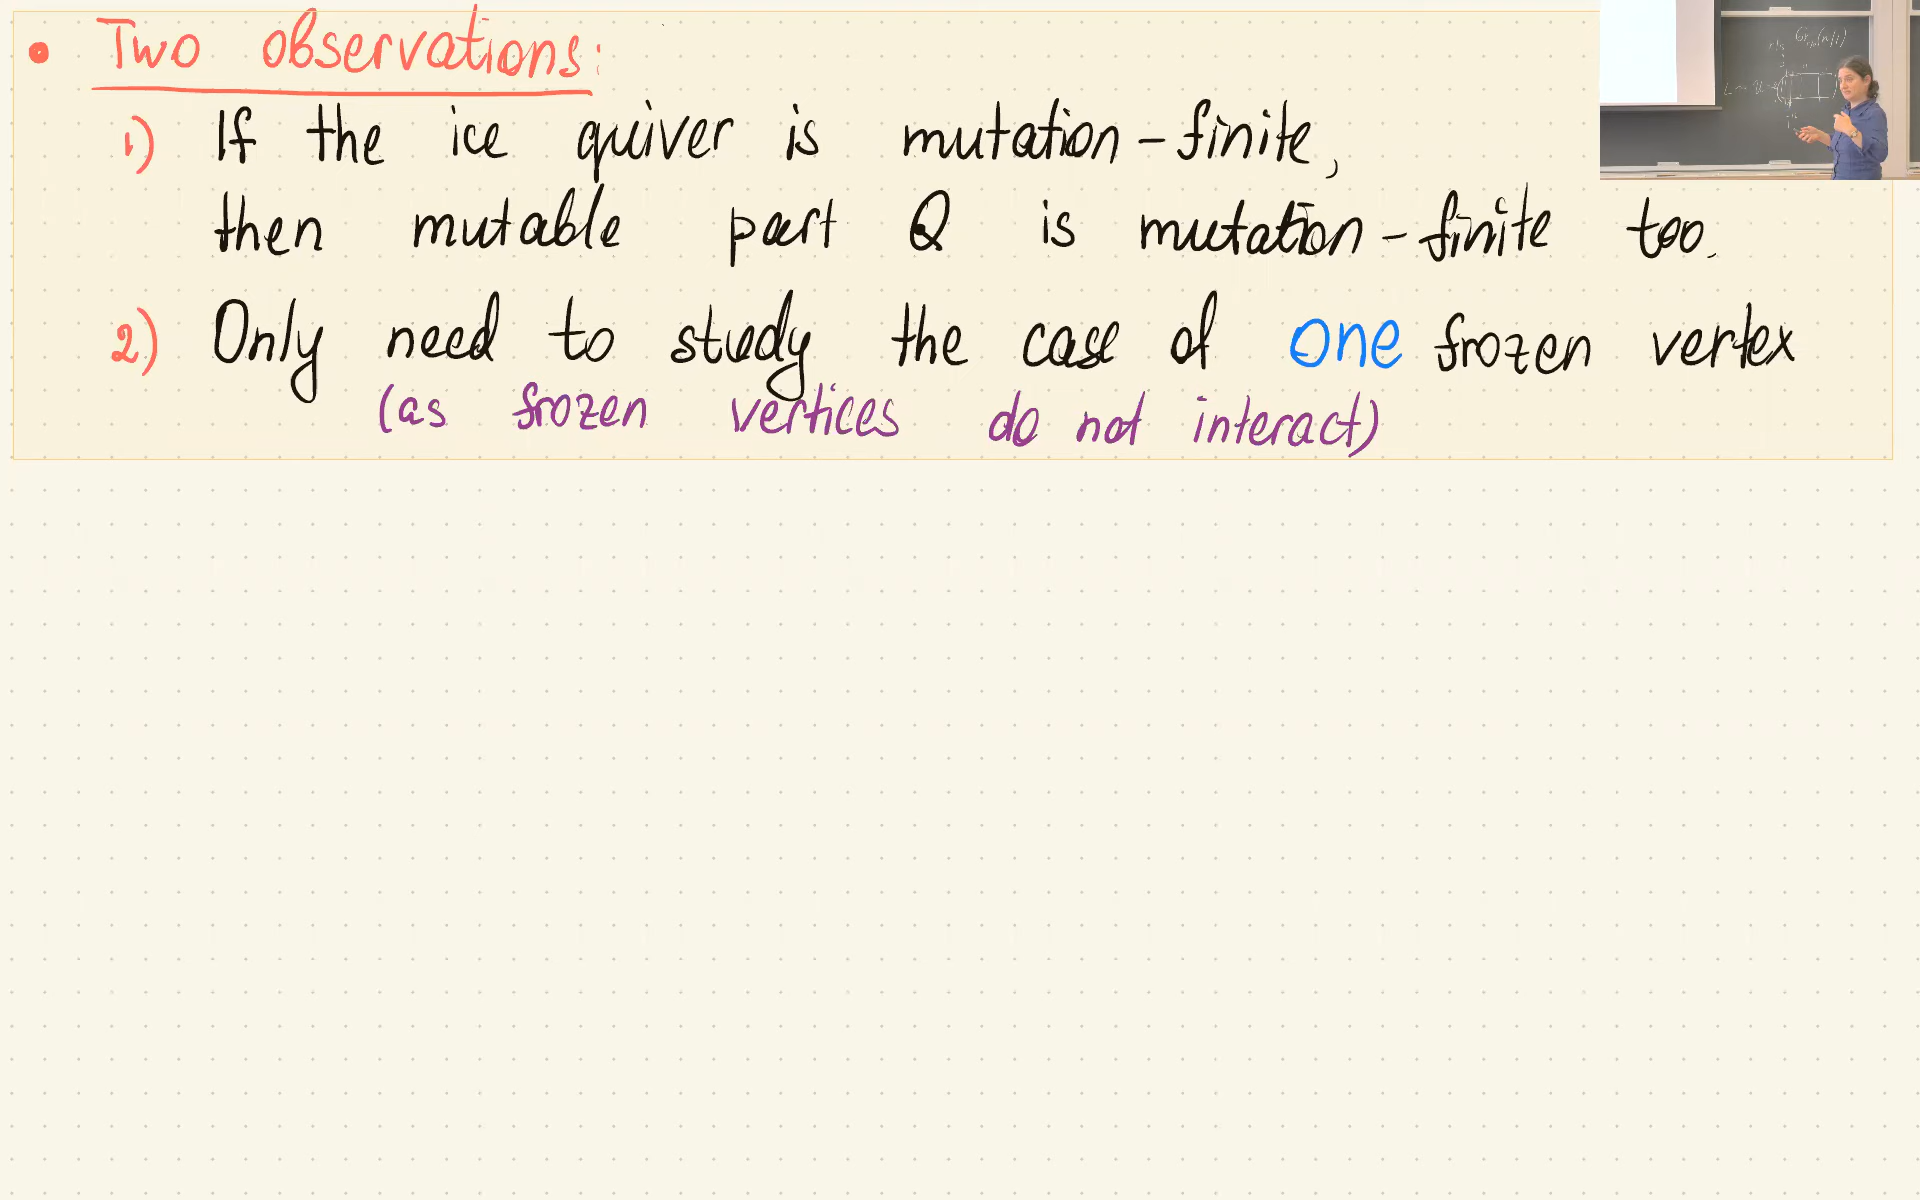 • Two observations:
1) If the ice quiver is mutation-finite,
then mutable part Q is mutation-finite too.
2) Only need to study the case of one frozen vertex
(as frozen vertices do not interact)